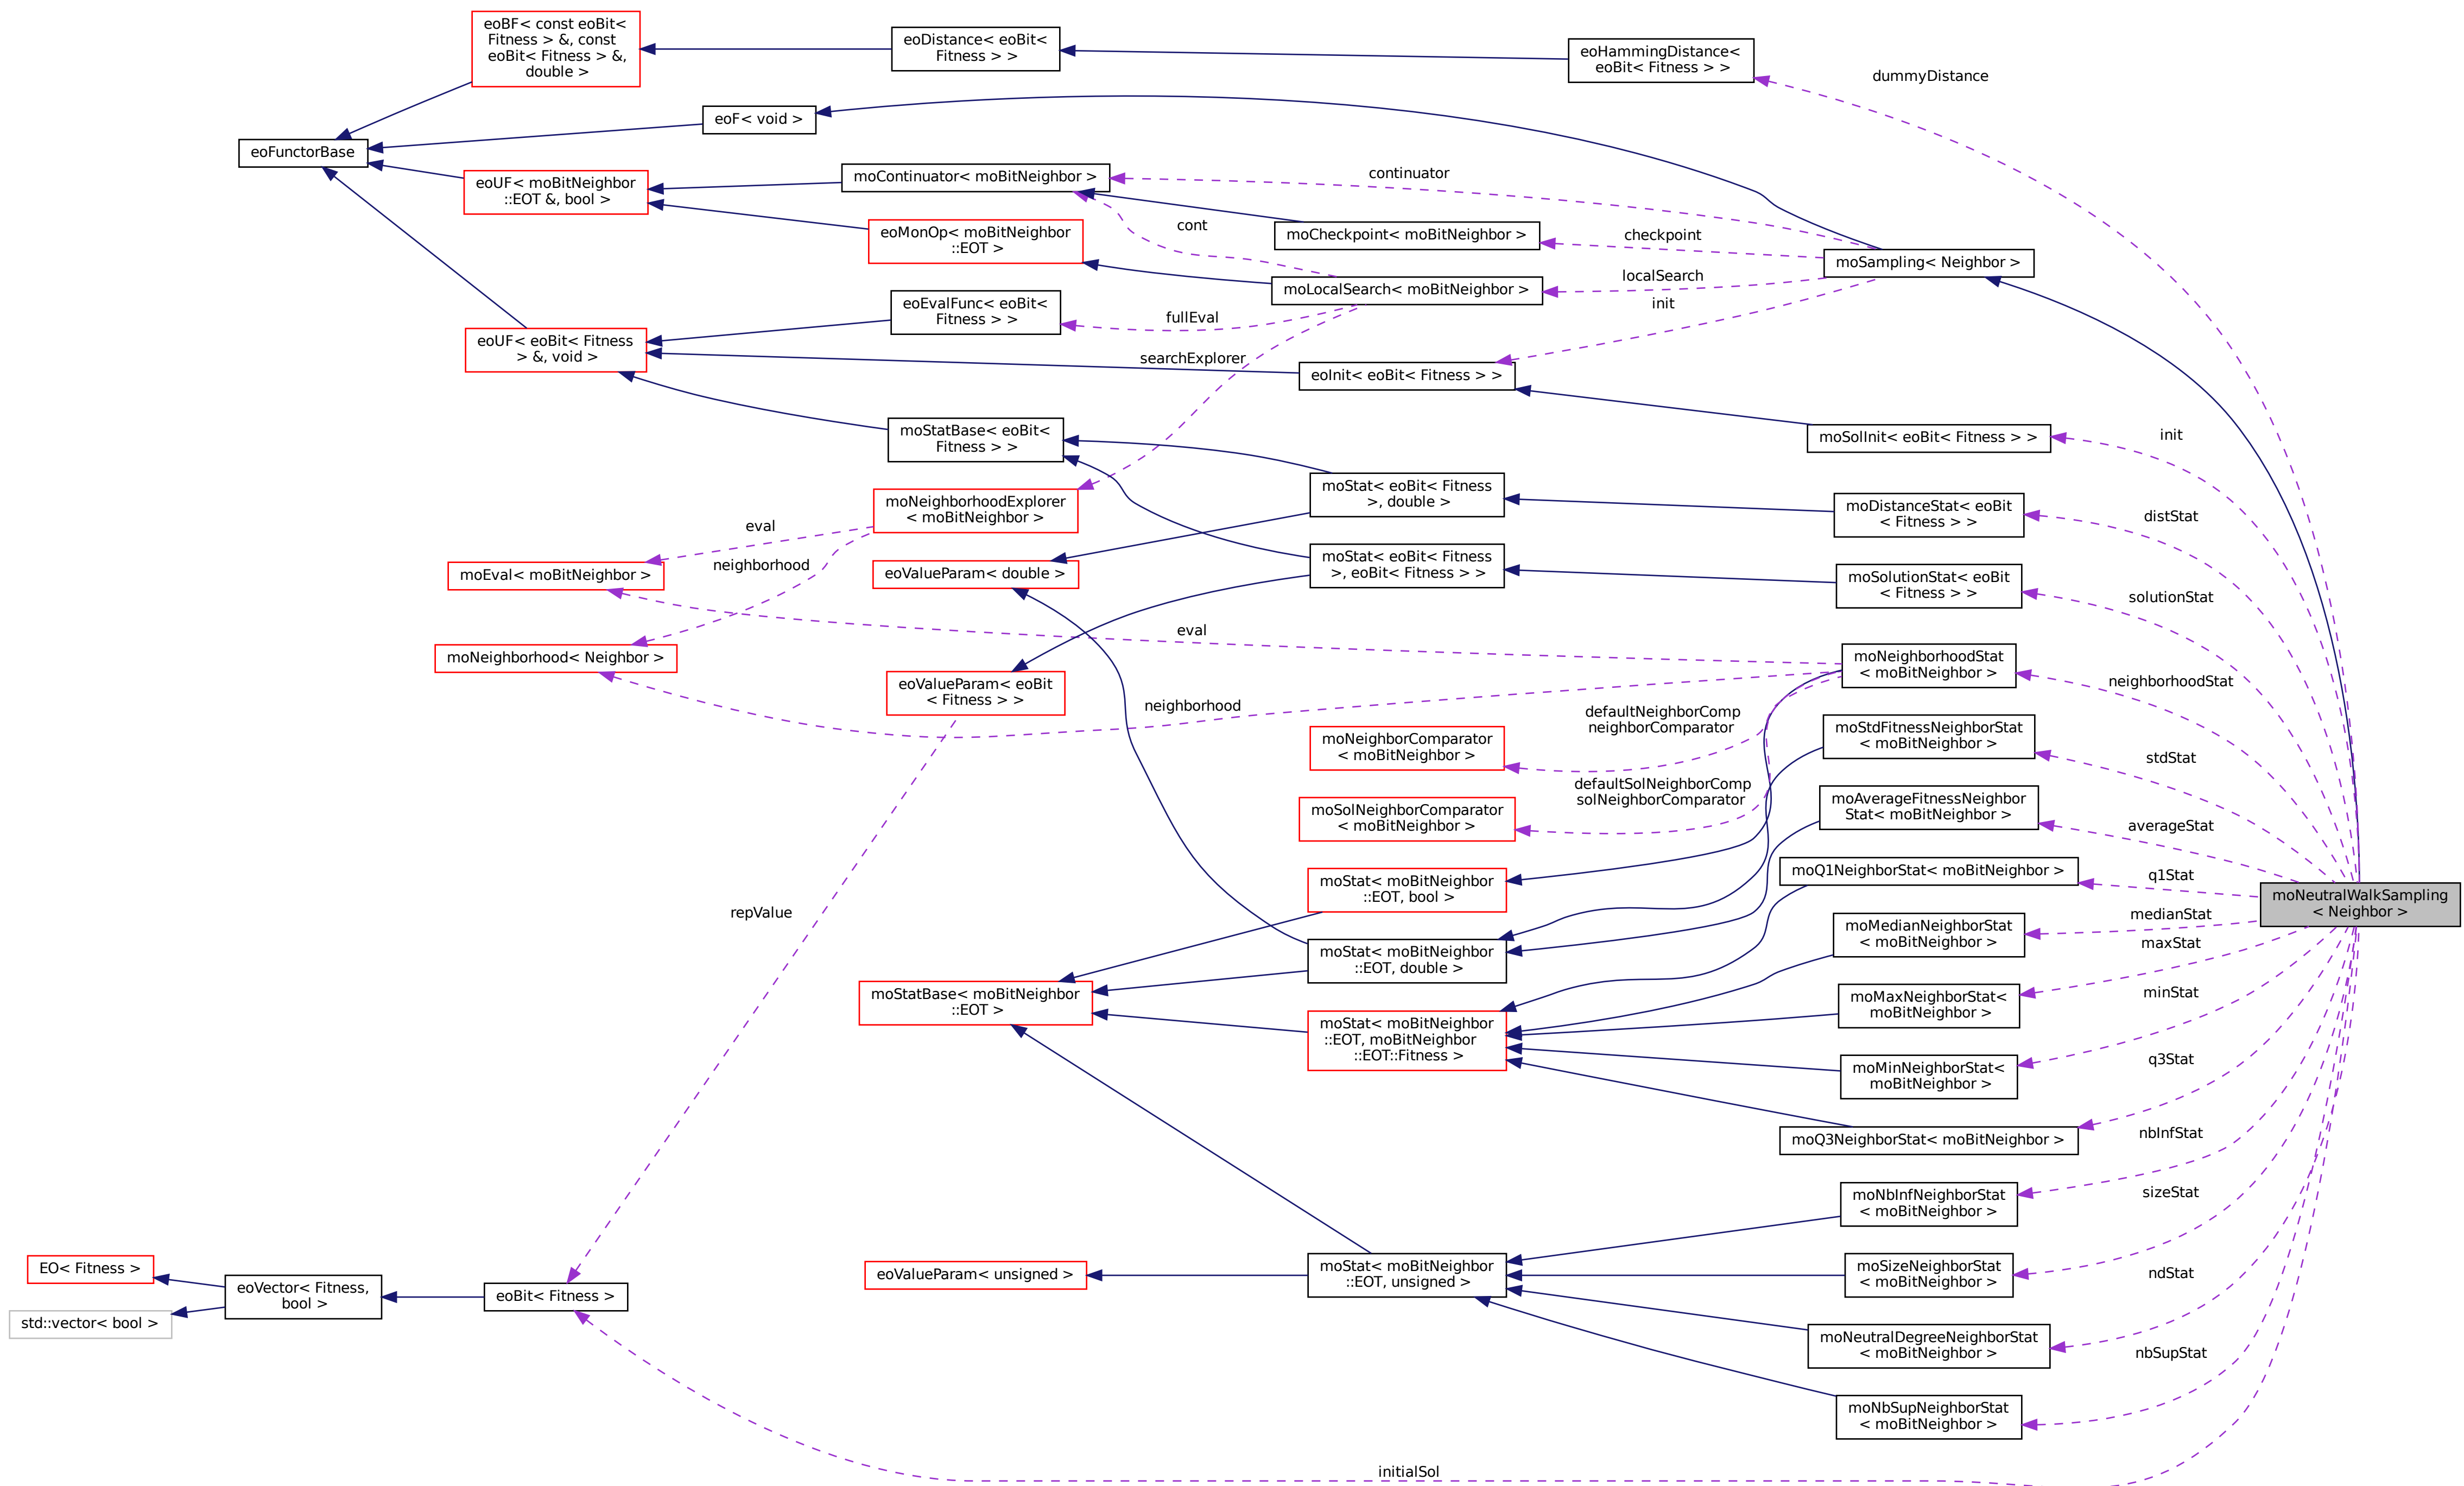 eoBF< const eoBit<
Fitness > &, const
eoBit< Fitness > &,
double >
eoDistance< eoBit<
Fitness > >
eoHammingDistance<
eoBit< Fitness > >
dummyDistance
eoF< void >
eoFunctorBase
eoUF< moBitNeighbor
::EOT &, bool >
moContinuator< moBitNeighbor >
continuator
eoMonOp< moBitNeighbor
::EOT >
cont
moCheckpoint< moBitNeighbor >
checkpoint
moSampling< Neighbor >
localSearch
moLocalSearch< moBitNeighbor >
init
eoEvalFunc< eoBit<
Fitness > >
fullEval
eoUF< eoBit< Fitness
> &, void >
searchExplorer
eoInit< eoBit< Fitness > >
moStatBase< eoBit<
Fitness > >
moSolInit< eoBit< Fitness > >
init
moNeighborhoodExplorer
< moBitNeighbor >
moStat< eoBit< Fitness
>, double >
moDistanceStat< eoBit
< Fitness > >
distStat
eval
neighborhood
moEval< moBitNeighbor >
eoValueParam< double >
moStat< eoBit< Fitness
>, eoBit< Fitness > >
moSolutionStat< eoBit
< Fitness > >
solutionStat
eval
moNeighborhood< Neighbor >
moNeighborhoodStat
< moBitNeighbor >
neighborhoodStat
eoValueParam< eoBit
< Fitness > >
neighborhood
defaultNeighborComp
neighborComparator
moNeighborComparator
< moBitNeighbor >
moStdFitnessNeighborStat
< moBitNeighbor >
stdStat
defaultSolNeighborComp
solNeighborComparator
moSolNeighborComparator
< moBitNeighbor >
moAverageFitnessNeighbor
Stat< moBitNeighbor >
averageStat
moStat< moBitNeighbor
::EOT, bool >
moQ1NeighborStat< moBitNeighbor >
q1Stat
moNeutralWalkSampling
< Neighbor >
repValue
moMedianNeighborStat
< moBitNeighbor >
medianStat
maxStat
moStat< moBitNeighbor
::EOT, double >
moStatBase< moBitNeighbor
::EOT >
moMaxNeighborStat<
moBitNeighbor >
minStat
moStat< moBitNeighbor
::EOT, moBitNeighbor
::EOT::Fitness >
moMinNeighborStat<
moBitNeighbor >
q3Stat
moQ3NeighborStat< moBitNeighbor >
nbInfStat
moNbInfNeighborStat
< moBitNeighbor >
sizeStat
EO< Fitness >
eoVector< Fitness,
bool >
std::vector< bool >
eoBit< Fitness >
eoValueParam< unsigned >
moStat< moBitNeighbor
::EOT, unsigned >
moSizeNeighborStat
< moBitNeighbor >
ndStat
moNeutralDegreeNeighborStat
< moBitNeighbor >
nbSupStat
moNbSupNeighborStat
< moBitNeighbor >
initialSol